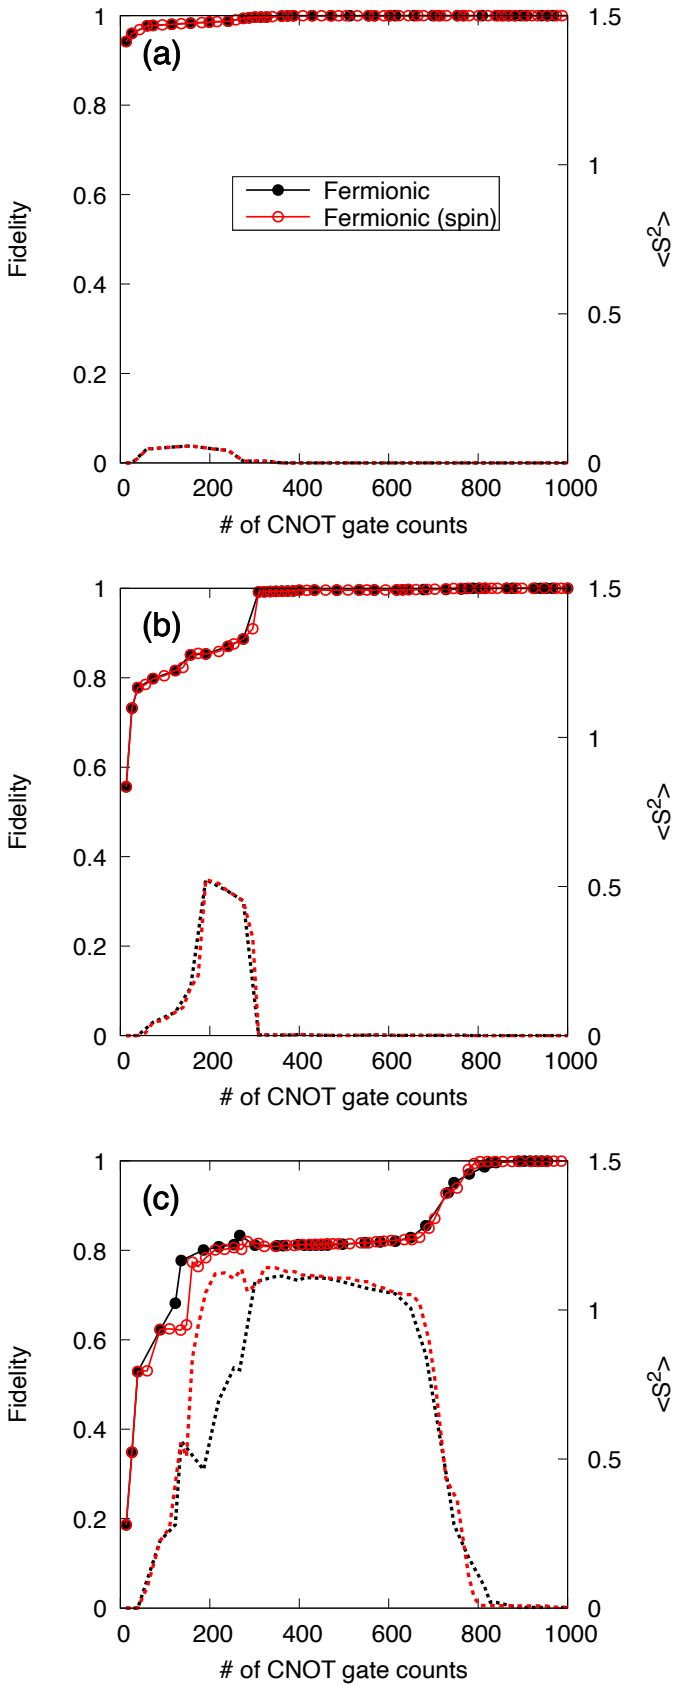 1
0.8
0.6
0.4
0.2
0
Fidelity
(a)
Fermionic
Fermionic (spin)
1.5
1
0.5
0
<S²>
0 200 400 600 800 1000
# of CNOT gate counts
1
0.8
0.6
0.4
0.2
0
Fidelity
(b)
1.5
1
0.5
0
<S²>
0 200 400 600 800 1000
# of CNOT gate counts
1
0.8
0.6
0.4
0.2
0
Fidelity
(c)
1.5
1
0.5
0
<S²>
0 200 400 600 800 1000
# of CNOT gate counts